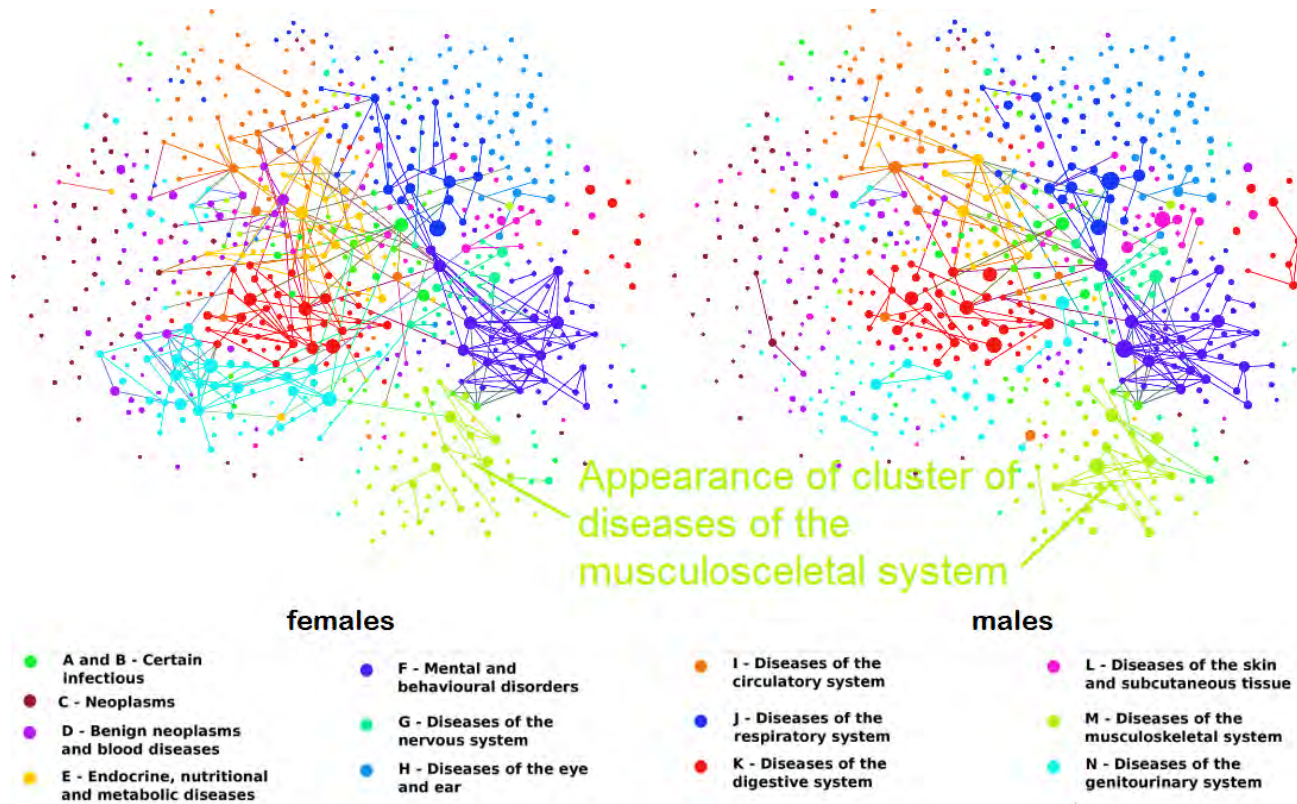 Appearance of cluster of
diseases of the
musculosceletal system
females
males
A and B - Certain
infectious
C - Neoplasms
D - Benign neoplasms
and blood diseases
E - Endocrine, nutritional
and metabolic diseases
F - Mental and
behavioural disorders
G - Diseases of the
nervous system
H - Diseases of the eye
and ear
I - Diseases of the
circulatory system
J - Diseases of the
respiratory system
K - Diseases of the
digestive system
L - Diseases of the skin
and subcutaneous tissue
M - Diseases of the
musculoskeletal system
N - Diseases of the
genitourinary system